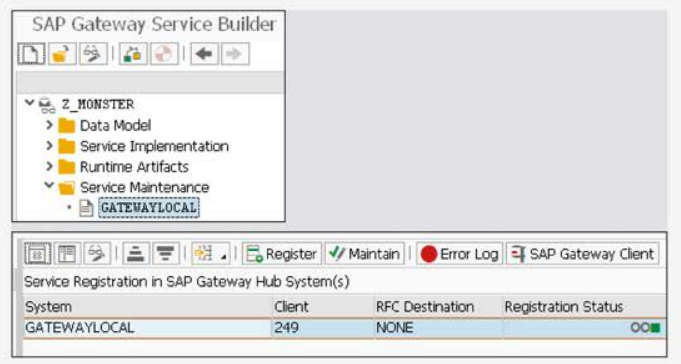 SAP Gateway Service Builder
Z_MONSTER
Data Model
Service Implementation
Runtime Artifacts
Service Maintenance
GATEWAYLOCAL
Register Maintain Error Log SAP Gateway Client
Service Registration in SAP Gateway Hub System(s)
System Client RFC Destination Registration Status
GATEWAYLOCAL 249 NONE